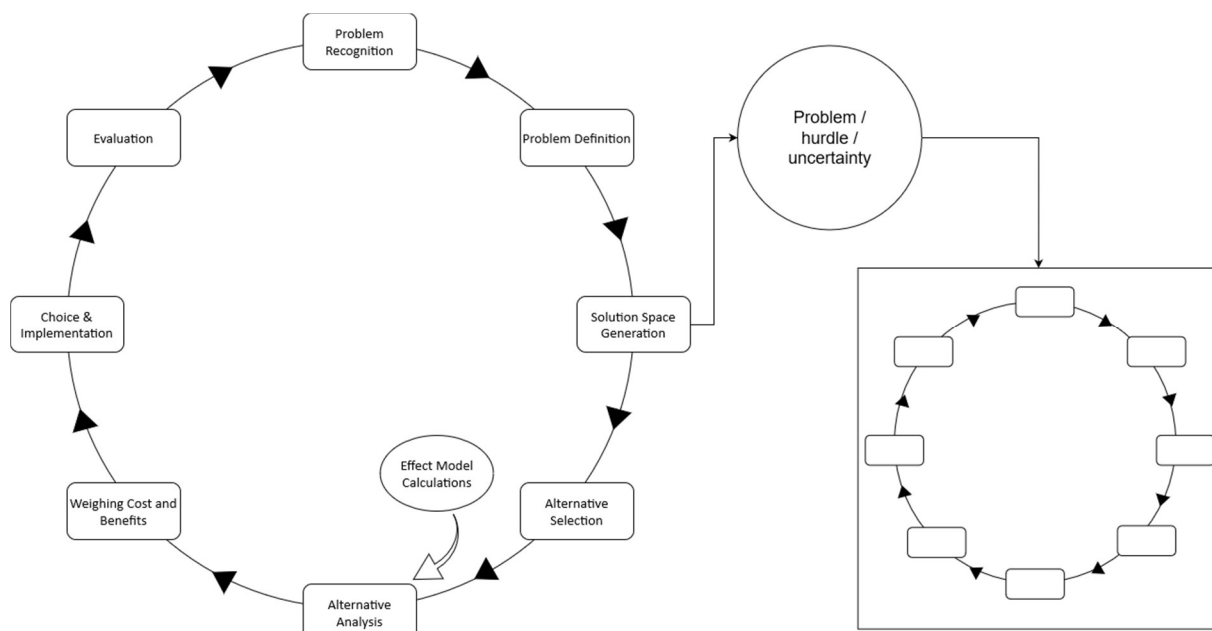 Problem
Recognition
Problem Definition
Solution Space
Generation
Alternative
Selection
Alternative
Analysis
Weighing Cost and
Benefits
Choice &
Implementation
Evaluation
Effect Model
Calculations
Problem /
hurdle /
uncertainty